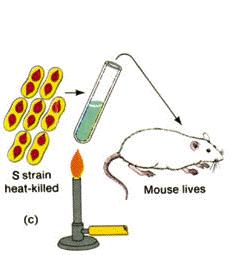 S strain
heat-killed
Mouse lives
(c)